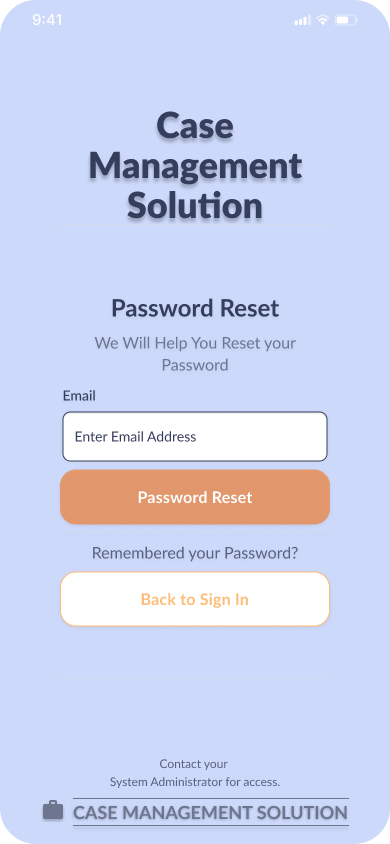 9:41
Case
Management
Solution
Password Reset
We Will Help You Reset your
Password
Email
Enter Email Address
Password Reset
Remembered your Password?
Back to Sign In
Contact your
System Administrator for access.
CASE MANAGEMENT SOLUTION